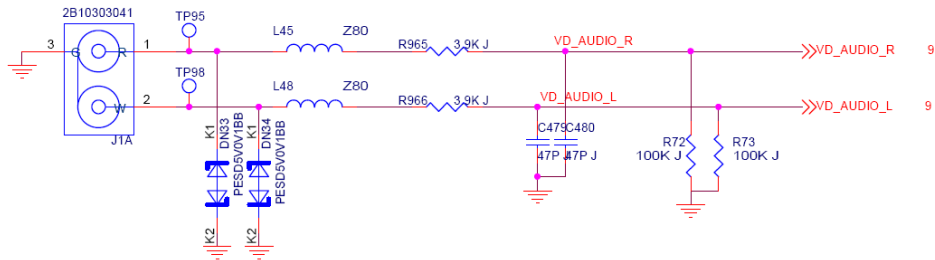 2B10303041
TP95
L45 Z80
R965 3.9K J
VD_AUDIO_R
VD_AUDIO_R 9
3 G R 1
TP98
L48 Z80
R966 3.9K J
VD_AUDIO_L
VD_AUDIO_L 9
W 2
J1A
K1 DN33
PESD5V0V1BB
K2
K1 DN34
PESD5V0V1BB
K2
C479 C480
47P J 47P J
R72
100K J
R73
100K J